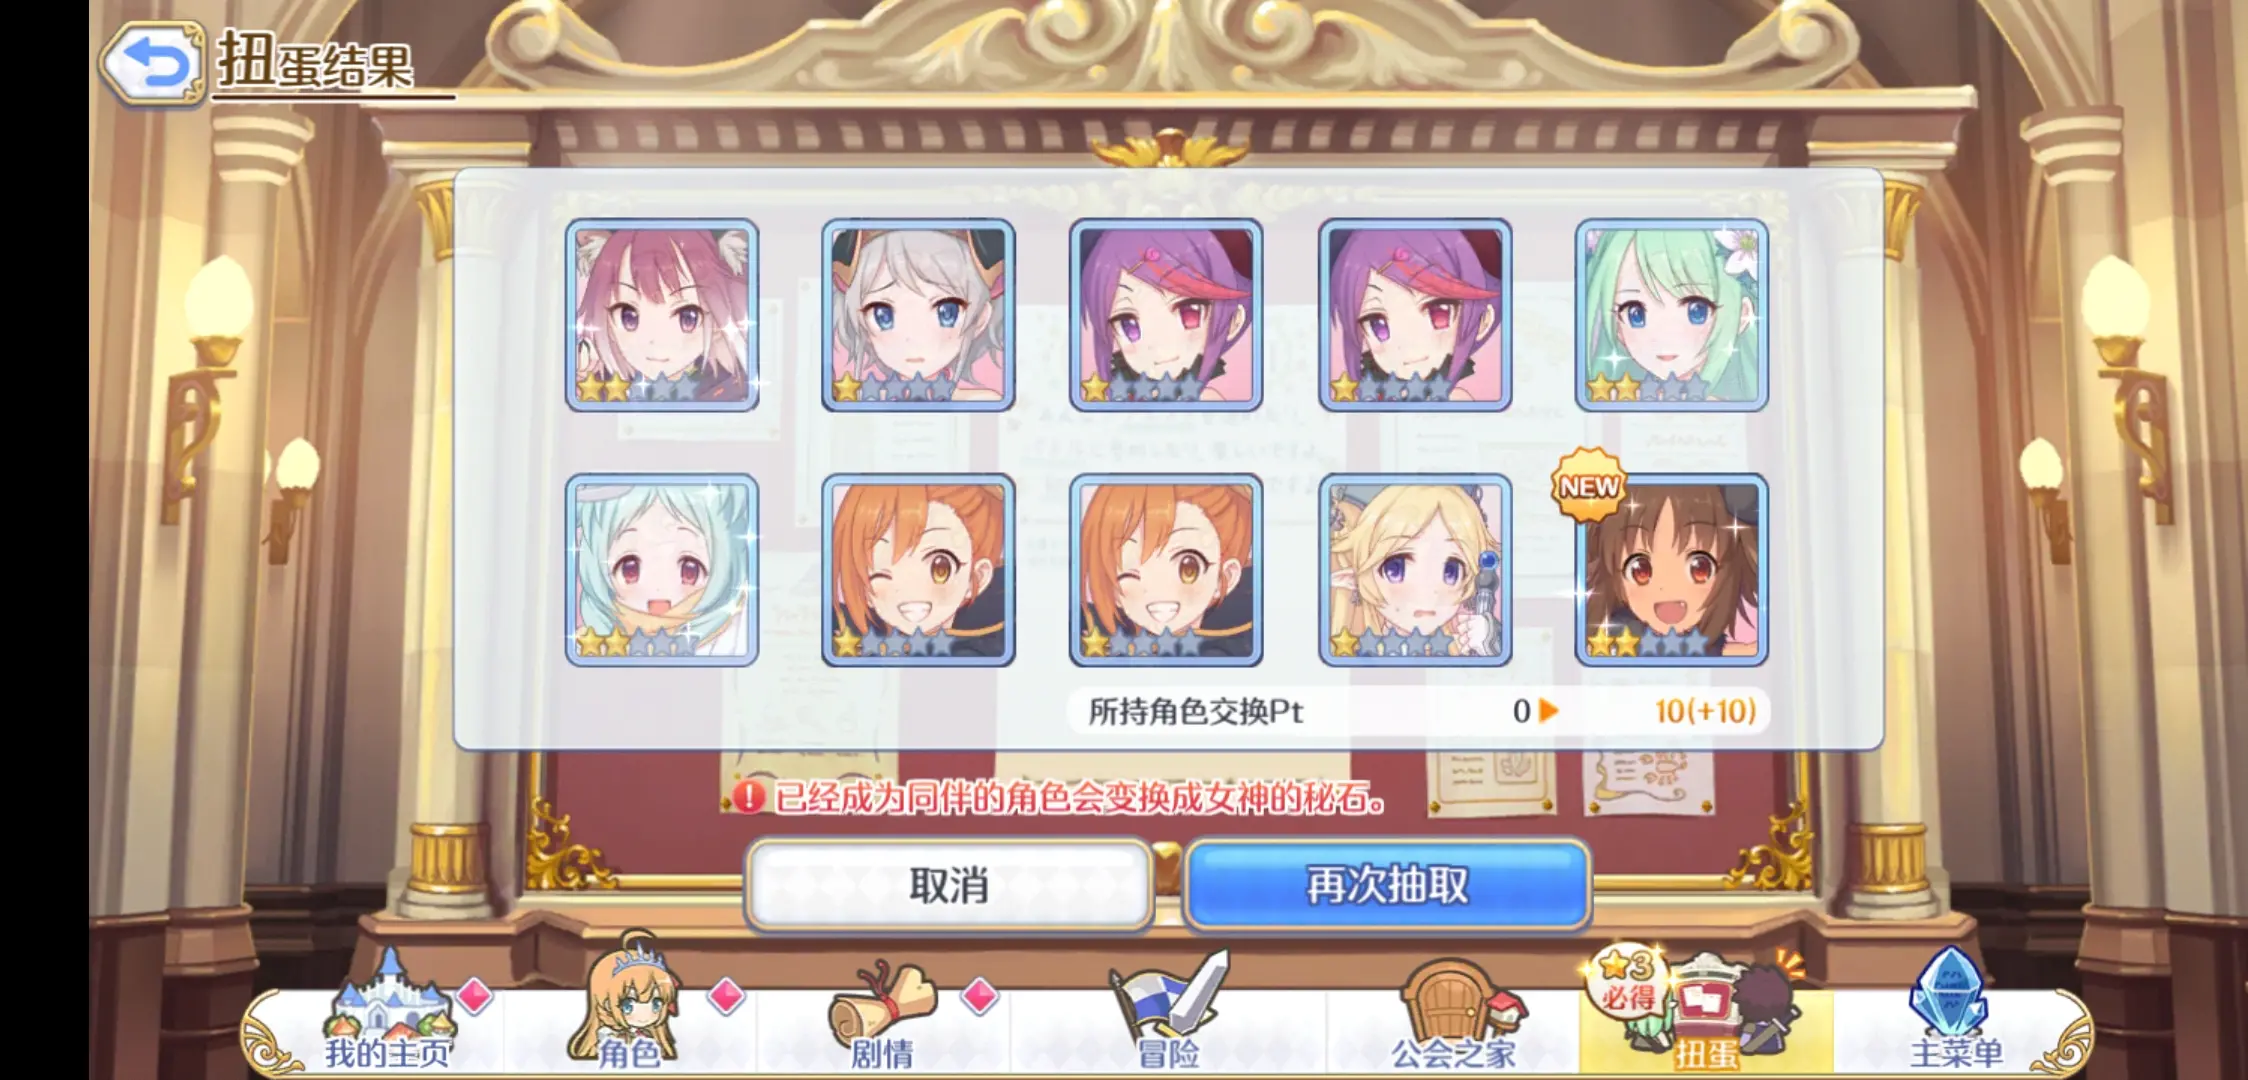 扭蛋结果
NEW
所持角色交换Pt 0 10(+10)
已经成为同伴的角色会变换成女神的秘石。
取消
再次抽取
3
必得
我的主页
角色
剧情
冒险
公会之家
扭蛋
主菜单